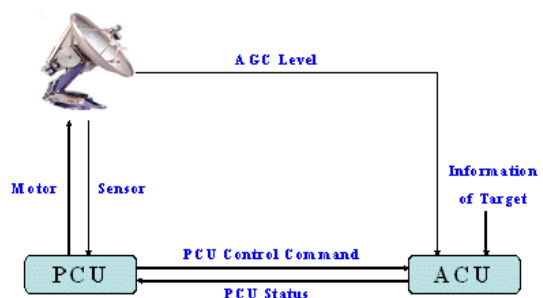 AGC Level
Information
of Target
Motor
Sensor
PCU Control Command
PCU
ACU
PCU Status